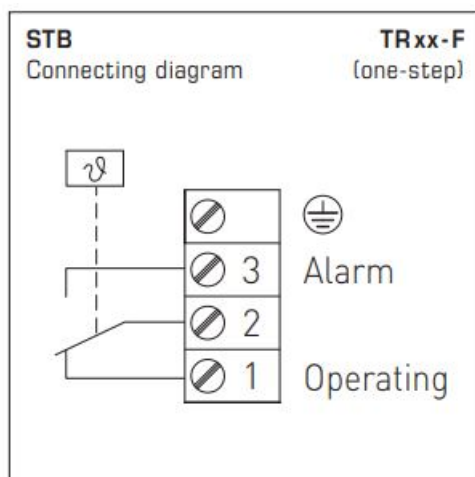 STB TRxx-F
Connecting diagram (one-step)
ϑ
3 Alarm
2
1 Operating